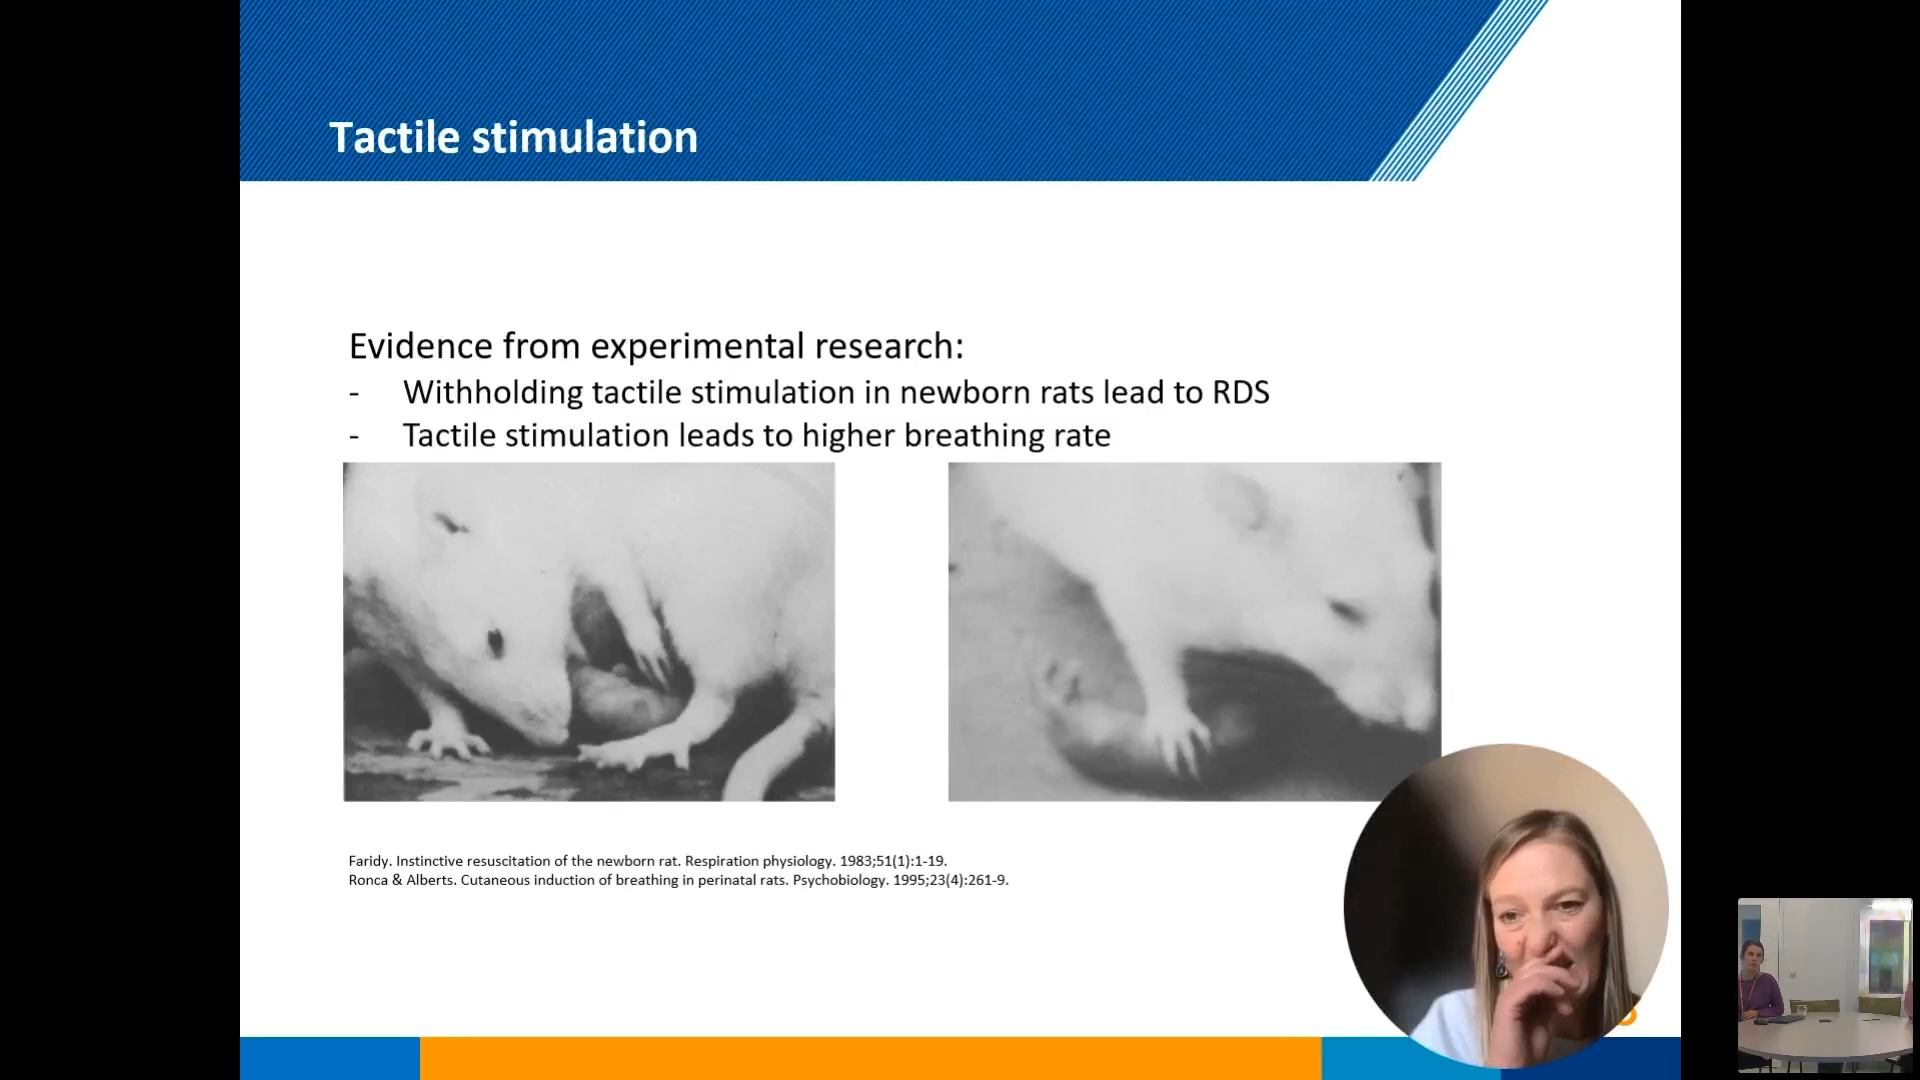 Tactile stimulation
Evidence from experimental research:
- Withholding tactile stimulation in newborn rats lead to RDS
- Tactile stimulation leads to higher breathing rate
Faridy. Instinctive resuscitation of the newborn rat. Respiration physiology. 1983;51(1):1-19.
Ronca & Alberts. Cutaneous induction of breathing in perinatal rats. Psychobiology. 1995;23(4):261-9.